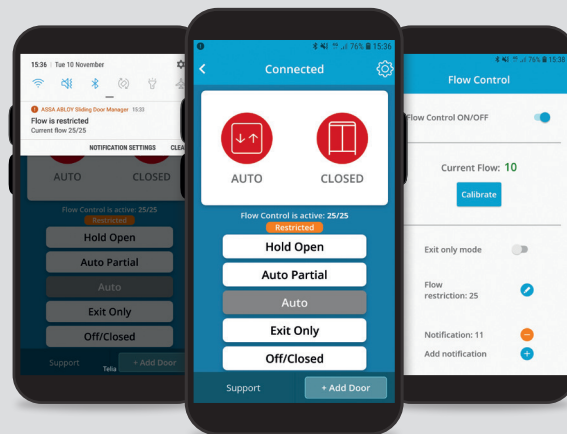 15:36 | Tue 10 November
ASSA ABLOY Sliding Door Manager 15:33
Flow is restricted
Current flow 25/25
NOTIFICATION SETTINGS CLEA
AUTO CLOSED
Flow Control is active: 25/25
Restricted
Hold Open
Auto Partial
Auto
Exit Only
Off/Closed
Support + Add Door
Telia
76% 15:36
Connected
AUTO CLOSED
Flow Control is active: 25/25
Restricted
Hold Open
Auto Partial
Auto
Exit Only
Off/Closed
Support + Add Door
76% 15:38
Flow Control
Flow Control ON/OFF
Current Flow: 10
Calibrate
Exit only mode
Flow
restriction: 25
Notification: 11
Add notification